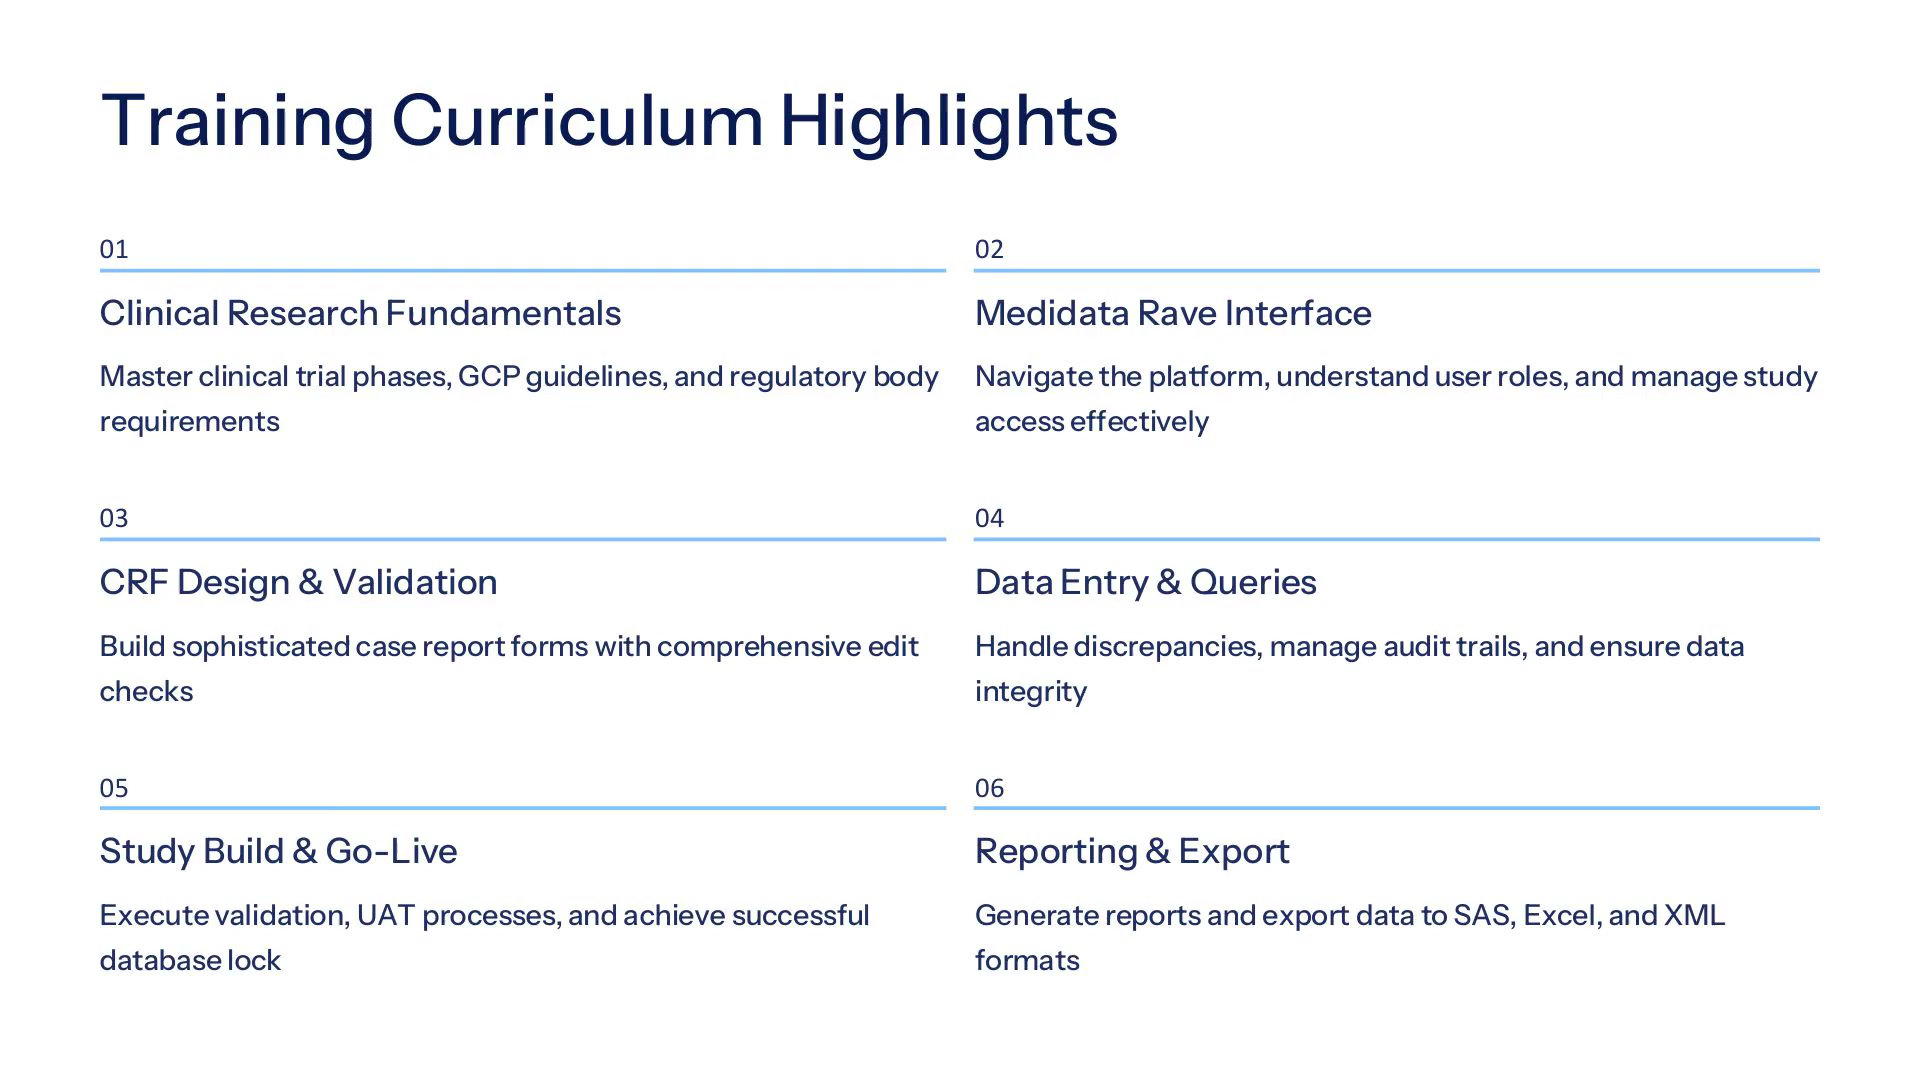 Training Curriculum Highlights
01
Clinical Research Fundamentals
Master clinical trial phases, GCP guidelines, and regulatory body
requirements
02
Medidata Rave Interface
Navigate the platform, understand user roles, and manage study
access effectively
03
CRF Design & Validation
Build sophisticated case report forms with comprehensive edit
checks
04
Data Entry & Queries
Handle discrepancies, manage audit trails, and ensure data
integrity
05
Study Build & Go-Live
Execute validation, UAT processes, and achieve successful
database lock
06
Reporting & Export
Generate reports and export data to SAS, Excel, and XML
formats